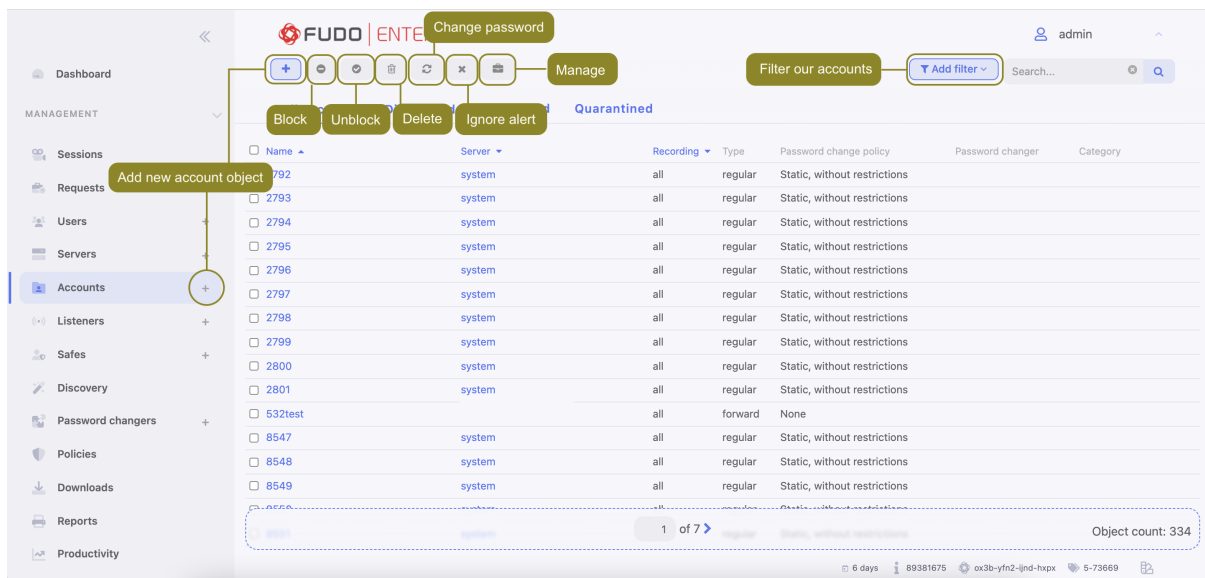 FUDO ENTE
Change password
admin
Dashboard
Manage
Filter our accounts
Add filter
Search...
MANAGEMENT
Block
Unblock
Delete
Ignore alert
Quarantined
Name Server Recording Type Password change policy Password changer Category
Sessions
Add new account object
792 system all regular Static, without restrictions
Requests
2793 system all regular Static, without restrictions
Users +
2794 system all regular Static, without restrictions
2795 system all regular Static, without restrictions
Servers +
2796 system all regular Static, without restrictions
Accounts +
2797 system all regular Static, without restrictions
Listeners +
2798 system all regular Static, without restrictions
2799 system all regular Static, without restrictions
Safes +
2800 system all regular Static, without restrictions
Discovery
2801 system all regular Static, without restrictions
532test all forward None
Password changers +
8547 system all regular Static, without restrictions
Policies
8548 system all regular Static, without restrictions
Downloads
8549 system all regular Static, without restrictions
Reports
1 of 7
Object count: 334
Productivity
6 days 89381675 ox3b-yfn2-ijnd-hxpx 5-73669